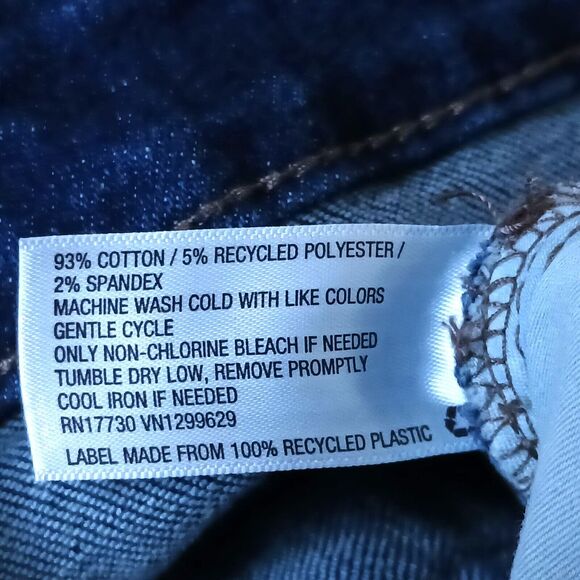 93% COTTON / 5% RECYCLED POLYESTER /
2% SPANDEX
MACHINE WASH COLD WITH LIKE COLORS
GENTLE CYCLE
ONLY NON-CHLORINE BLEACH IF NEEDED
TUMBLE DRY LOW, REMOVE PROMPTLY
COOL IRON IF NEEDED
RN17730 VN1299629
LABEL MADE FROM 100% RECYCLED PLASTIC